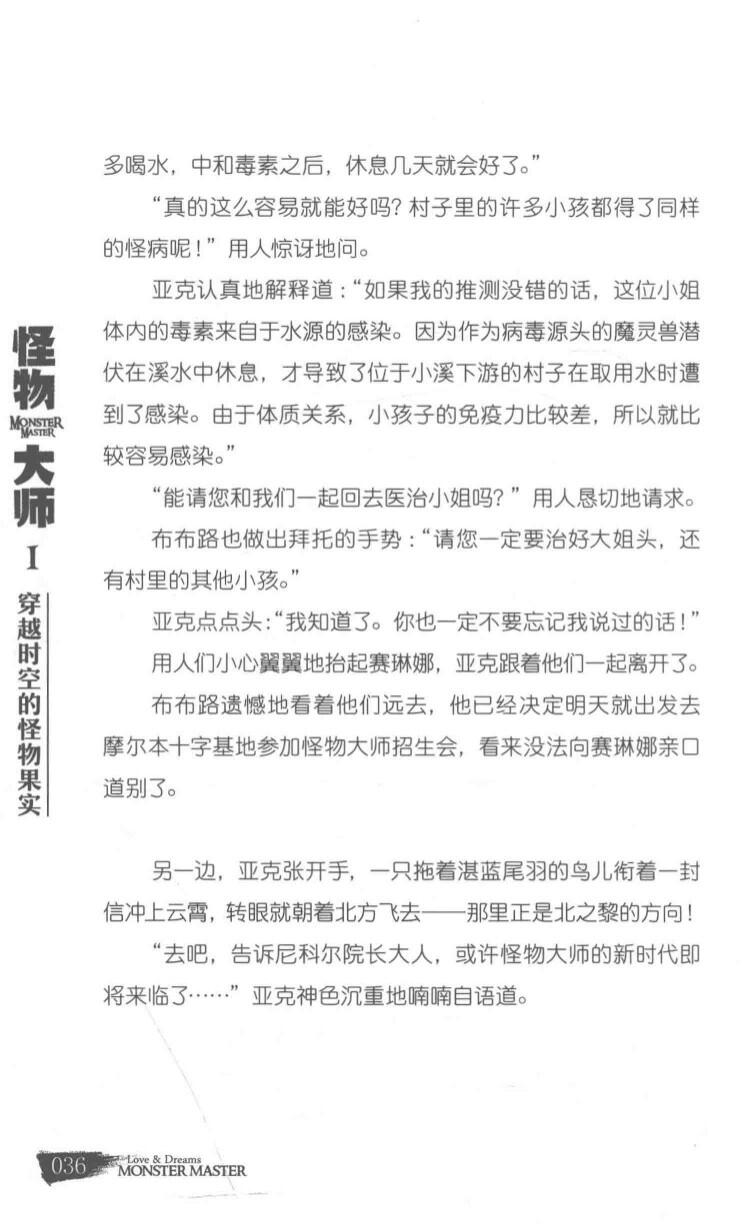 多喝水，中和毒素之后，休息几天就会好了。”
“真的这么容易就能好吗？村子里的许多小孩都得了同样
的怪病呢！”用人惊讶地问。
亚克认真地解释道：“如果我的推测没错的话，这位小姐
体内的毒素来自于水源的感染。因为作为病毒源头的魔灵兽潜
伏在溪水中休息，才导致了位于小溪下游的村子在取用水时遭
到了感染。由于体质关系，小孩子的免疫力比较差，所以就比
较容易感染。”
“能请您和我们一起回去医治小姐吗？”用人恳切地请求。
布布路也做出拜托的手势：“请您一定要治好大姐头，还
有村里的其他小孩。”
亚克点点头：“我知道了。你也一定不要忘记我说过的话！”
用人们小心翼翼地抬起赛琳娜，亚克跟着他们一起离开了。
布布路遗憾地看着他们远去，他已经决定明天就出发去
摩尔本十字基地参加怪物大师招生会，看来没法向赛琳娜亲口
道别了。
另一边，亚克张开手，一只拖着湛蓝尾羽的鸟儿衔着一封
信冲上云霄，转眼就朝着北方飞去——那里正是北之黎的方向！
“去吧，告诉尼科尔院长大人，或许怪物大师的新时代即
将来临了……”亚克神色沉重地喃喃自语道。
怪物
MONSTER
MASTER
大师
I
穿越时空的怪物果实
036
Love & Dreams
MONSTER MASTER